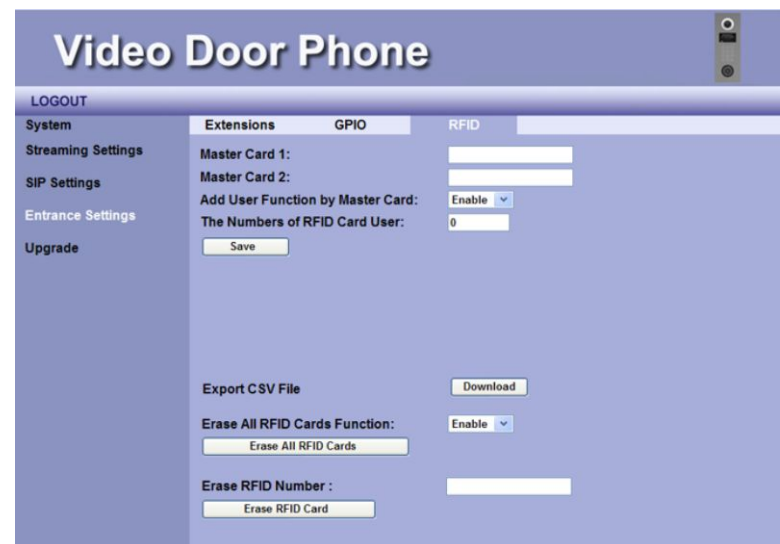 Video Door Phone
LOGOUT
System
Streaming Settings
SIP Settings
Entrance Settings
Upgrade
Extensions GPIO RFID
Master Card 1:
Master Card 2:
Add User Function by Master Card: Enable
The Numbers of RFID Card User: 0
Save
Export CSV File Download
Erase All RFID Cards Function: Enable
Erase All RFID Cards
Erase RFID Number :
Erase RFID Card